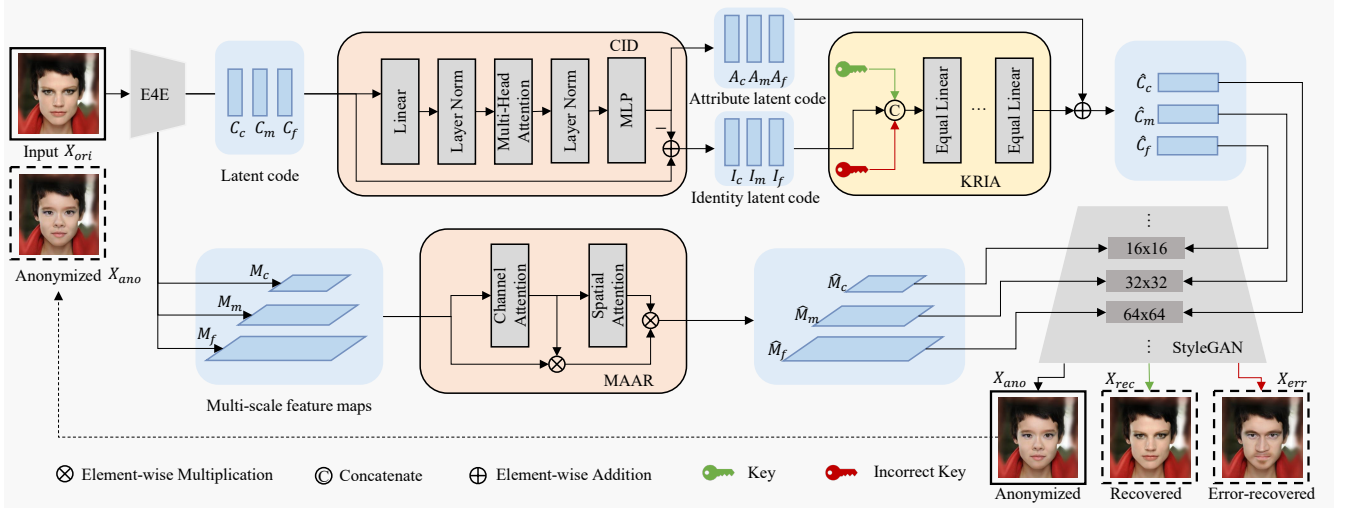 Input X_ori
Anonymized X_ano
E4E
C_c C_m C_f
Latent code
CID
Linear
Layer Norm
Multi-Head
Attention
Layer Norm
MLP
−
A_c A_m A_f
Attribute latent code
I_c I_m I_f
Identity latent code
C
Equal Linear
...
Equal Linear
KRIA
Ĉ_c
Ĉ_m
Ĉ_f
M_c
M_m
M_f
Multi-scale feature maps
Channel
Attention
Spatial
Attention
MAAR
M̂_c
M̂_m
M̂_f
⋮
16x16
32x32
64x64
⋮
StyleGAN
X_ano
X_rec
X_err
Anonymized
Recovered
Error-recovered
Element-wise Multiplication
C Concatenate
Element-wise Addition
Key
Incorrect Key